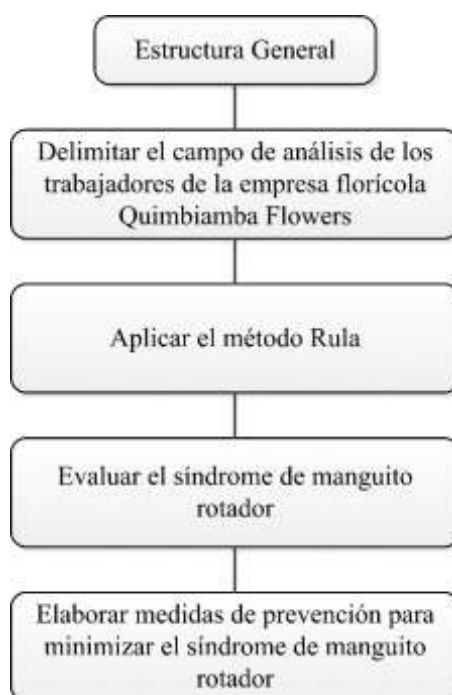 Estructura General
Delimitar el campo de análisis de los
trabajadores de la empresa florícola
Quimbiamba Flowers
Aplicar el método Rula
Evaluar el síndrome de manguito
rotador
Elaborar medidas de prevención para
minimizar el síndrome de manguito
rotador